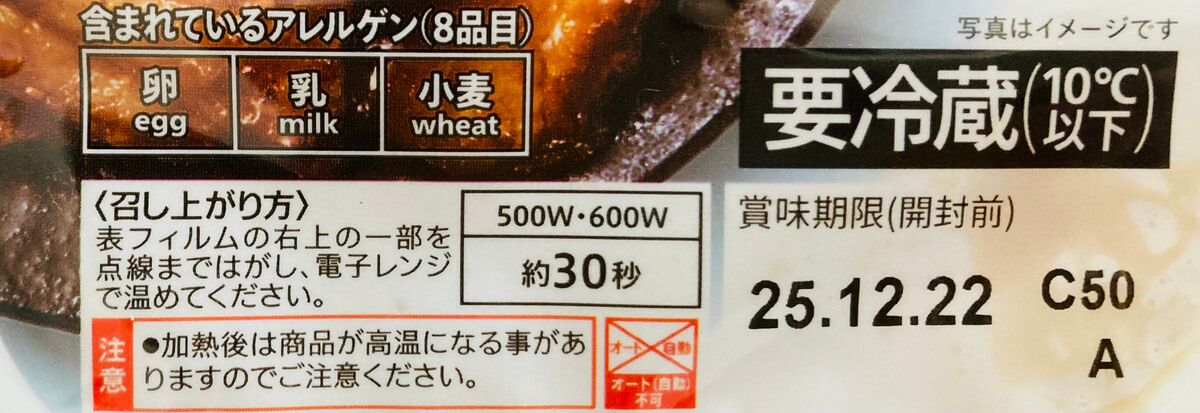 含まれているアレルゲン(8品目)
卵 乳 小麦
egg milk wheat
〈召し上がり方〉
表フィルムの右上の一部を
点線まではがし、電子レンジ
で温めてください。
500W・600W
約30秒
注意
●加熱後は商品が高温になる事があ
りますのでご注意ください。
オート 自動
オート(自動)
不可
写真はイメージです
要冷蔵(10℃以下)
賞味期限(開封前)
25.12.22 C50
A